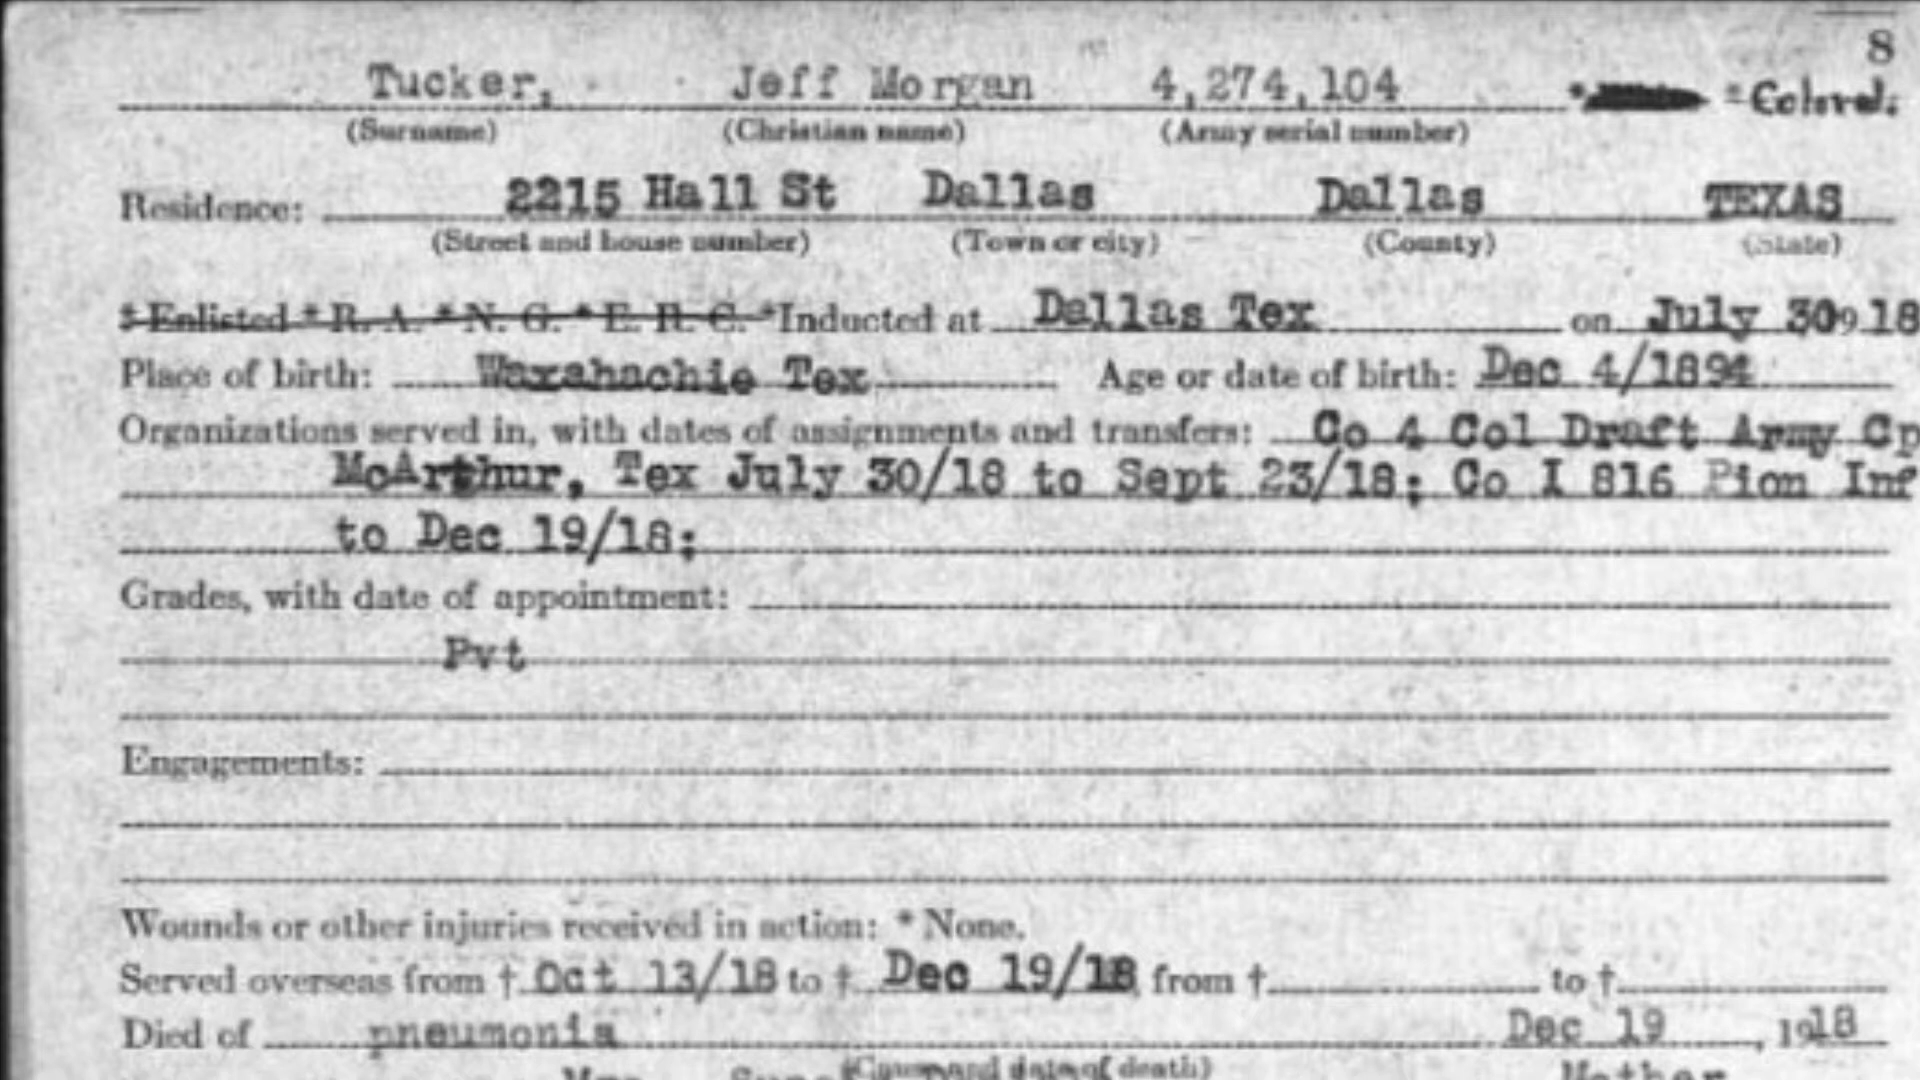 8
Tucker, Jeff Morgan 4,274,104 * * Colored.
(Surname) (Christian name) (Army serial number)
Residence: 2215 Hall St Dallas Dallas TEXAS
(Street and house number) (Town or city) (County) (State)
* Enlisted * R. A. * N. G. * E. R. C. * Inducted at Dallas Tex on July 30 1918
Place of birth: Waxahachie Tex Age or date of birth: Dec 4/1894
Organizations served in, with dates of assignments and transfers: Co 4 Col Draft Army Cp
McArthur, Tex July 30/18 to Sept 23/18; Co I 816 Pion Inf
to Dec 19/18;
Grades, with date of appointment:
Pvt
Engagements:
Wounds or other injuries received in action: * None.
Served overseas from † Oct 13/18 to † Dec 19/18 from † to †
Died of pneumonia Dec 19, 1918
(Cause and date of death)
Mother